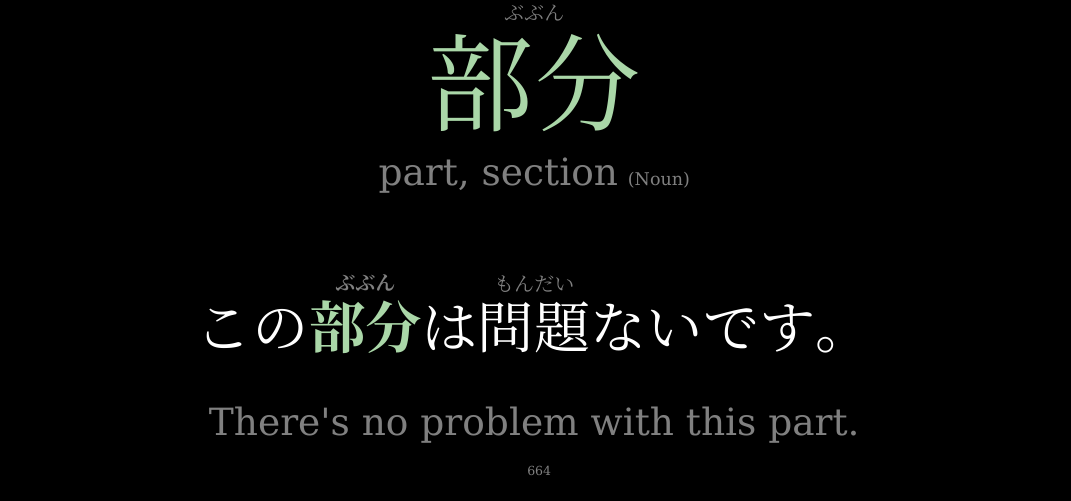 ぶぶん
部分
part, section (Noun)
ぶぶん もんだい
この部分は問題ないです。
There's no problem with this part.
664